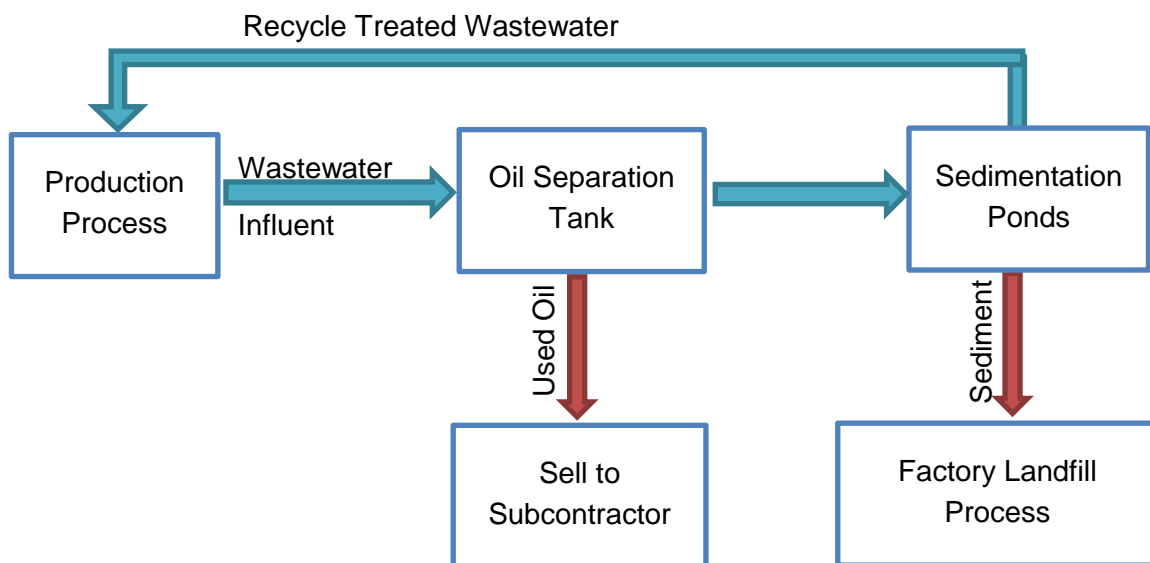 Recycle Treated Wastewater
Production
Process
Wastewater
Influent
Oil Separation
Tank
Sedimentation
Ponds
Used Oil
Sediment
Sell to
Subcontractor
Factory Landfill
Process